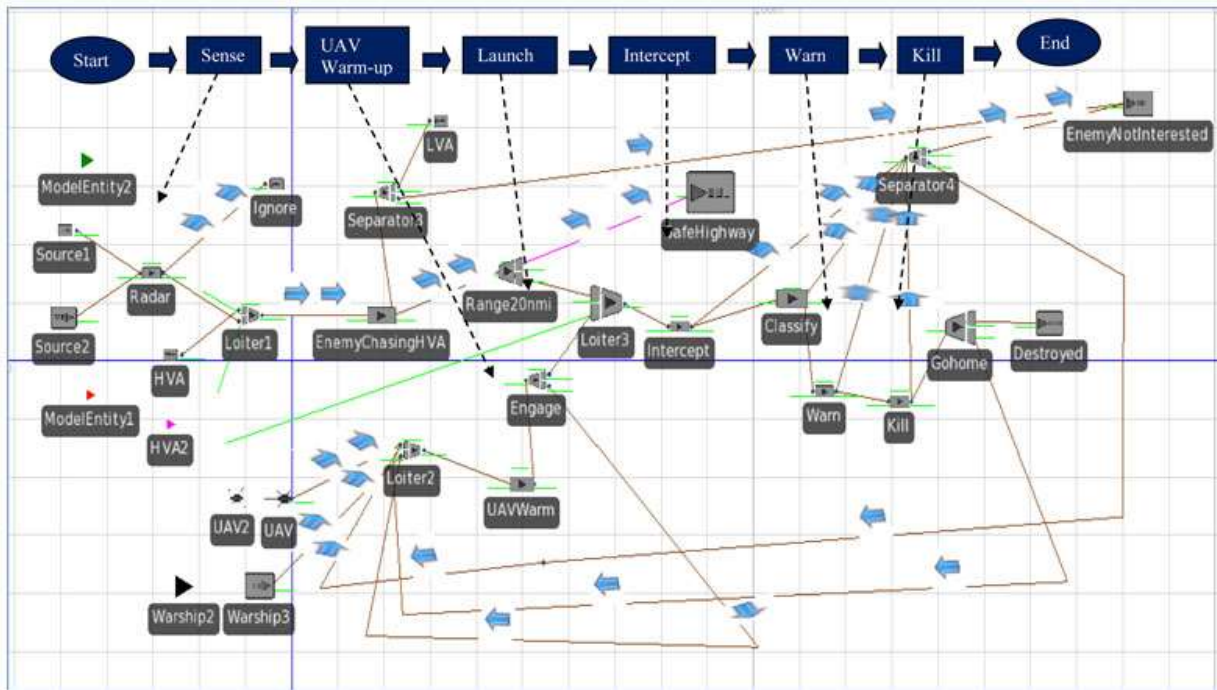 Start
Sense
UAV
Warm-up
Launch
Intercept
Warn
Kill
End
EnemyNotInterested
LVA
ModelEntity2
Ignore
Separator3
SafeHighway
Separator4
Source1
Radar
Range20nmi
Source2
Loiter1
EnemyChasingHVA
Loiter3
Intercept
Classify
Gohome
Destroyed
HVA
ModelEntity1
HVA2
Engage
Warn
Kill
Loiter2
UAVWarm
UAV2
UAV
Warship2
Warship3